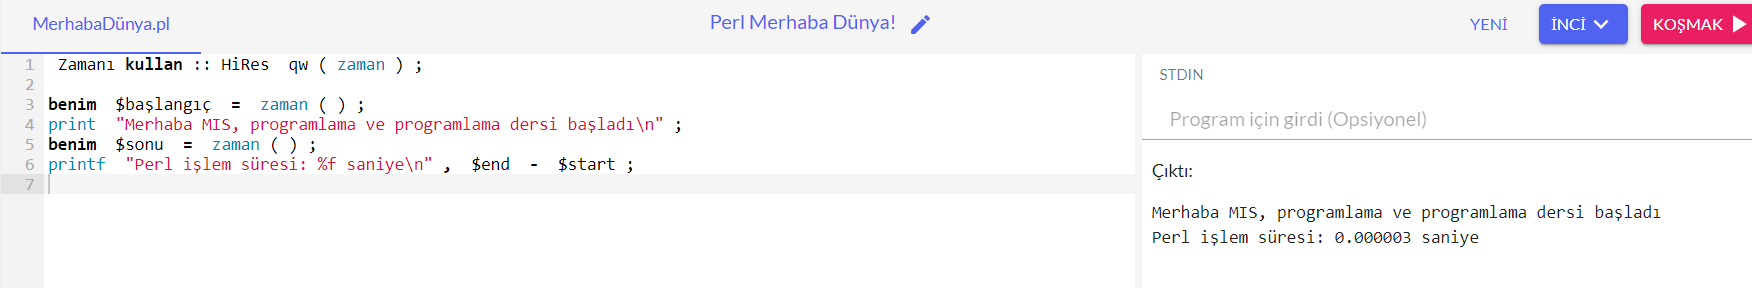 MerhabaDünya.pl
Perl Merhaba Dünya!
YENİ
İNCİ
KOŞMAK
1 Zamanı kullan :: HiRes qw ( zaman ) ;
2
3 benim $başlangıç = zaman ( ) ;
4 print "Merhaba MIS, programlama ve programlama dersi başladı\n" ;
5 benim $sonu = zaman ( ) ;
6 printf "Perl işlem süresi: %f saniye\n" , $end - $start ;
7
STDIN
Program için girdi (Opsiyonel)
Çıktı:
Merhaba MIS, programlama ve programlama dersi başladı
Perl işlem süresi: 0.000003 saniye